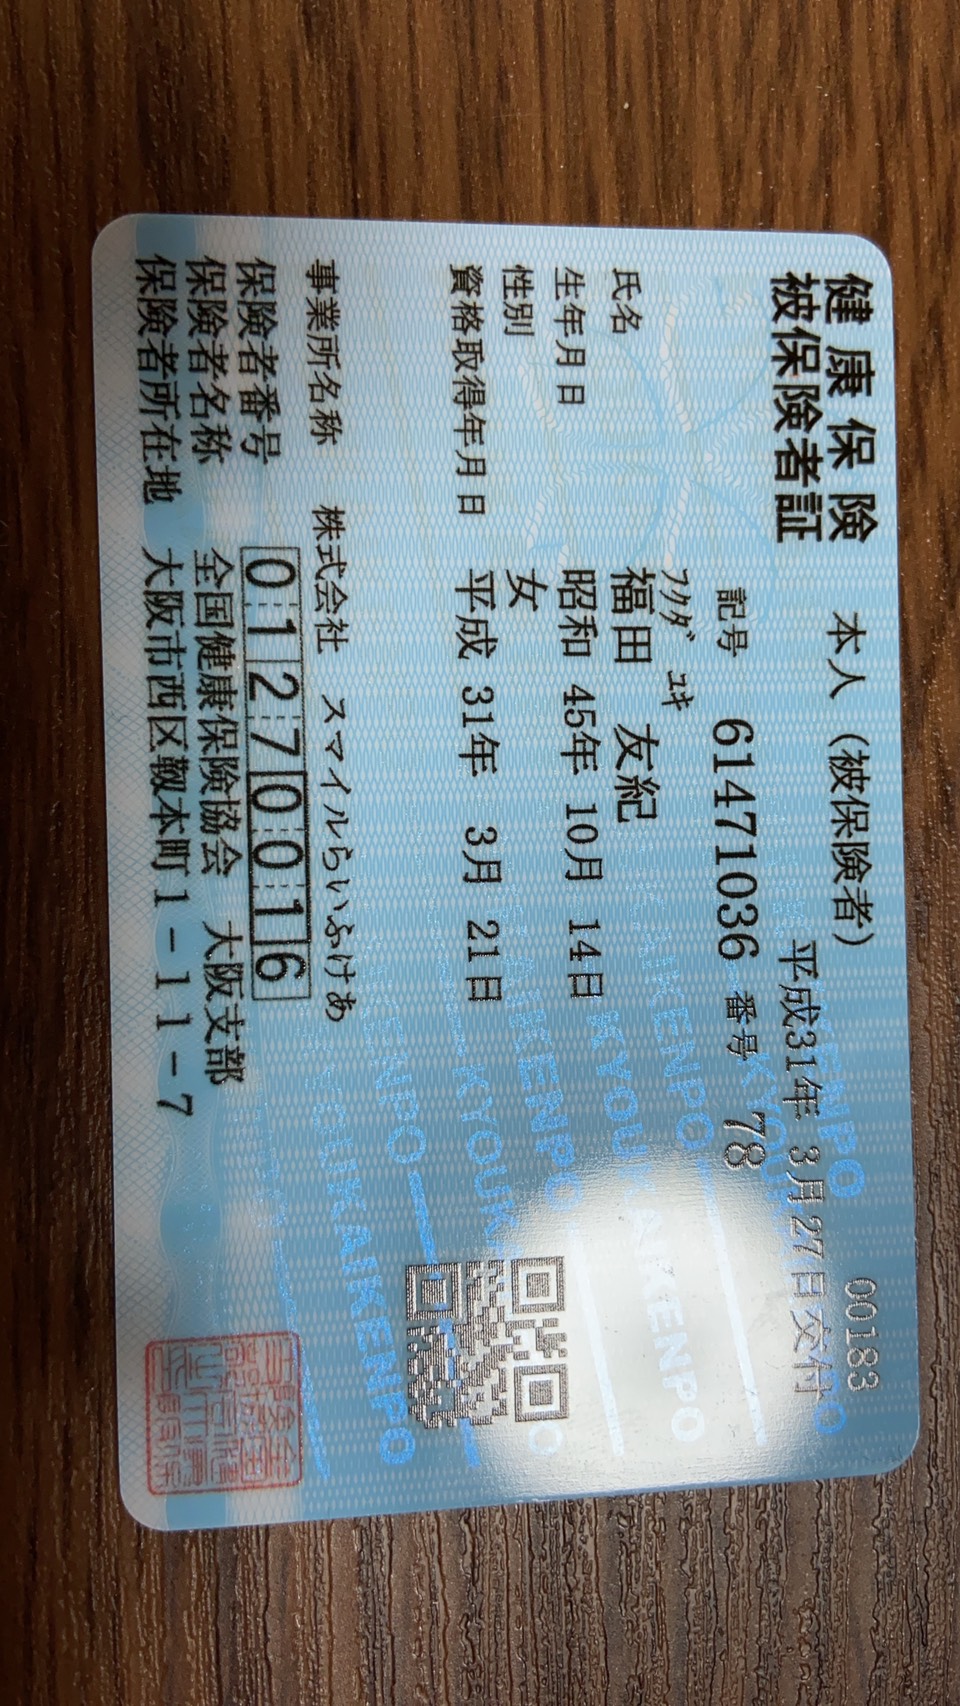 健康保険
被保険者証
本人(被保険者)
00183
平成31年 3月27日交付
記号 61471036 番号 78
フクダ ユキ
氏名 福田 友紀
生年月日 昭和 45年 10月 14日
性別 女
資格取得年月日 平成 31年 3月 21日
事業所名称 株式会社 スマイルらいふけあ
保険者番号 01270016
保険者名称 全国健康保険協会 大阪支部
保険者所在地 大阪市西区靱本町1-11-7
KYOUKAIKENPO